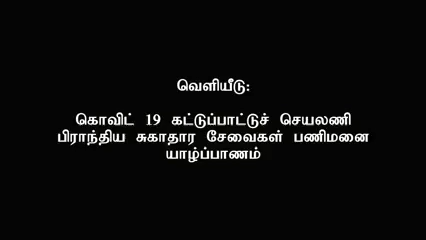 வெளியீடு:
கொவிட் 19 கட்டுப்பாட்டுச் செயலணி
பிராந்திய சுகாதார சேவைகள் பணிமனை
யாழ்ப்பாணம்